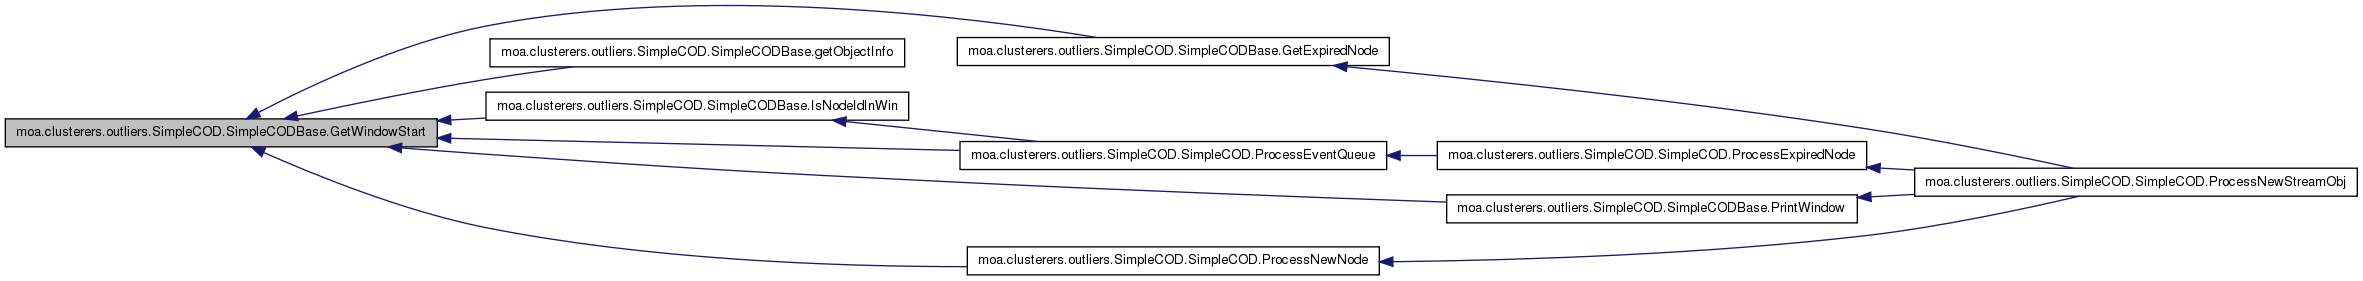 moa.clusterers.outliers.SimpleCOD.SimpleCODBase.GetExpiredNode
moa.clusterers.outliers.SimpleCOD.SimpleCODBase.getObjectInfo
moa.clusterers.outliers.SimpleCOD.SimpleCODBase.IsNodeIdInWin
moa.clusterers.outliers.SimpleCOD.SimpleCODBase.GetWindowStart
moa.clusterers.outliers.SimpleCOD.SimpleCOD.ProcessEventQueue
moa.clusterers.outliers.SimpleCOD.SimpleCOD.ProcessExpiredNode
moa.clusterers.outliers.SimpleCOD.SimpleCOD.ProcessNewStreamObj
moa.clusterers.outliers.SimpleCOD.SimpleCODBase.PrintWindow
moa.clusterers.outliers.SimpleCOD.SimpleCOD.ProcessNewNode